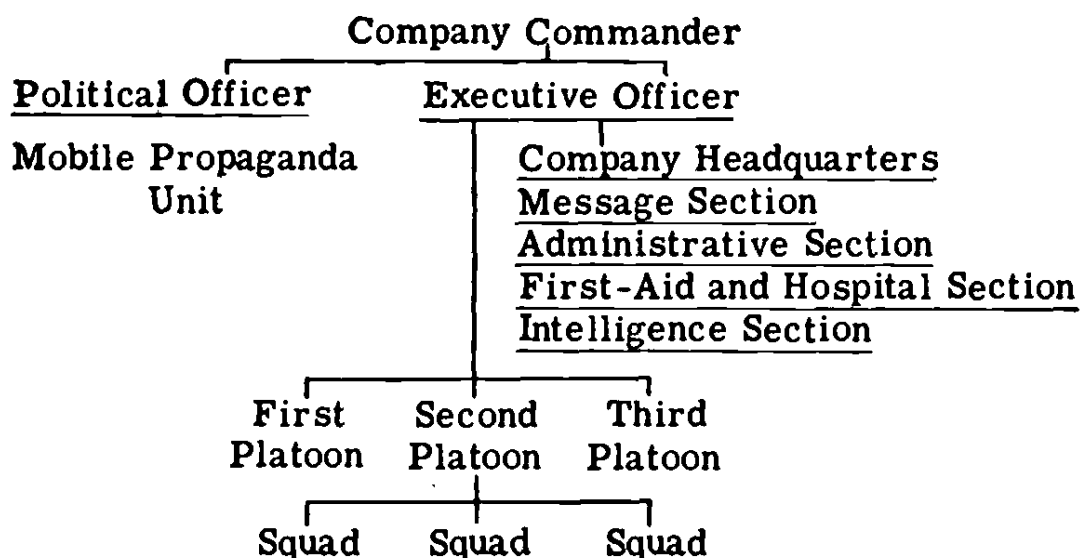 Company Commander
Political Officer Executive Officer
Mobile Propaganda
Unit
Company Headquarters
Message Section
Administrative Section
First-Aid and Hospital Section
Intelligence Section
First Second Third
Platoon Platoon Platoon
Squad Squad Squad